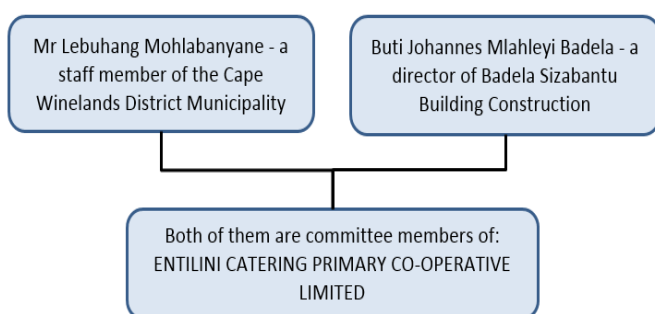 Mr Lebuhang Mohlabanyane - a
staff member of the Cape
Winelands District Municipality
Buti Johannes Mlahleyi Badela - a
director of Badela Sizabantu
Building Construction
Both of them are committee members of:
ENTILINI CATERING PRIMARY CO-OPERATIVE
LIMITED